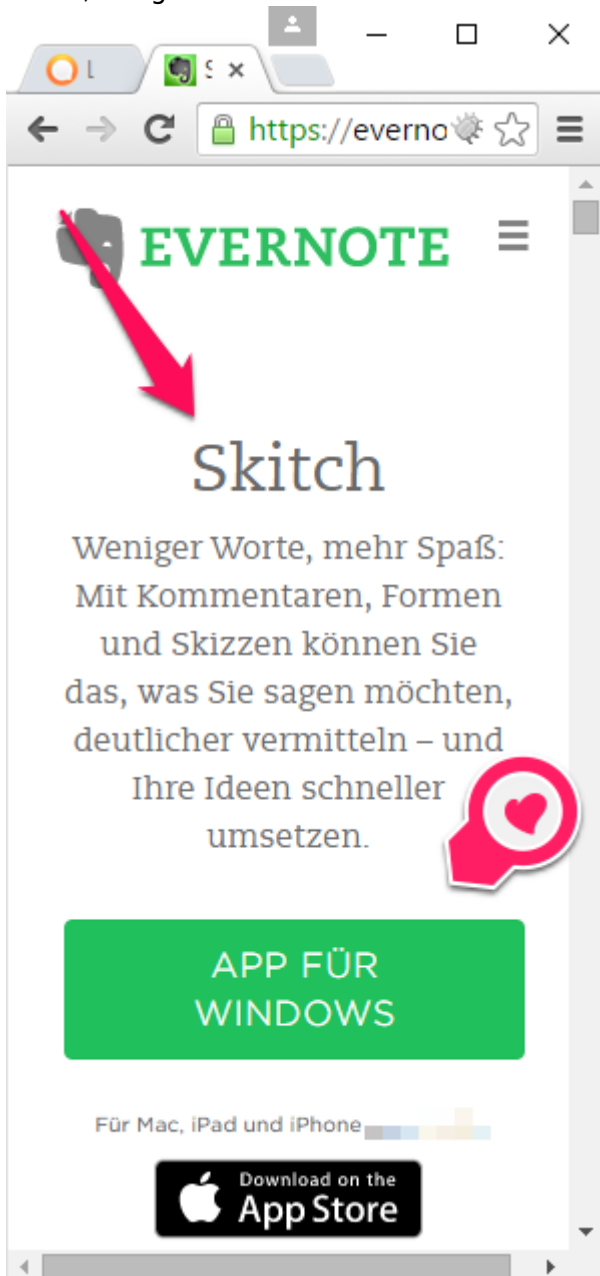 L
S
https://everno
EVERNOTE
Skitch
Weniger Worte, mehr Spaß:
Mit Kommentaren, Formen
und Skizzen können Sie
das, was Sie sagen möchten,
deutlicher vermitteln – und
Ihre Ideen schneller
umsetzen.
APP FÜR
WINDOWS
Für Mac, iPad und iPhone
Download on the
App Store